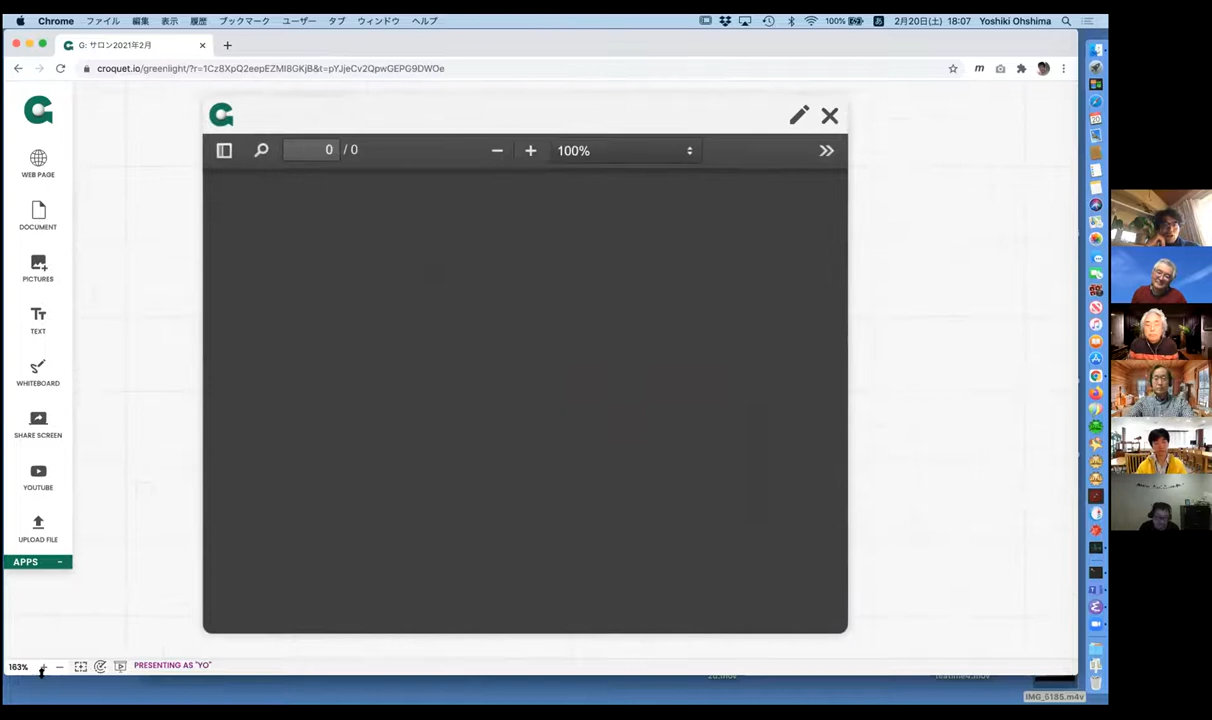 Chrome ファイル 編集 表示 履歴 ブックマーク ユーザー タブ ウィンドウ ヘルプ 100% あ 2月20日(土) 18:07 Yoshiki Ohshima
G: サロン2021年2月
croquet.io/greenlight/?r=1Cz8XpQ2eepEZMI8GKjB&t=pYJjeCv2QpwGEPG9DWOe
0 / 0 100%
WEB PAGE
DOCUMENT
PICTURES
TEXT
WHITEBOARD
SHARE SCREEN
YOUTUBE
UPLOAD FILE
APPS
163% PRESENTING AS "YO"
IMG_5185.m4v